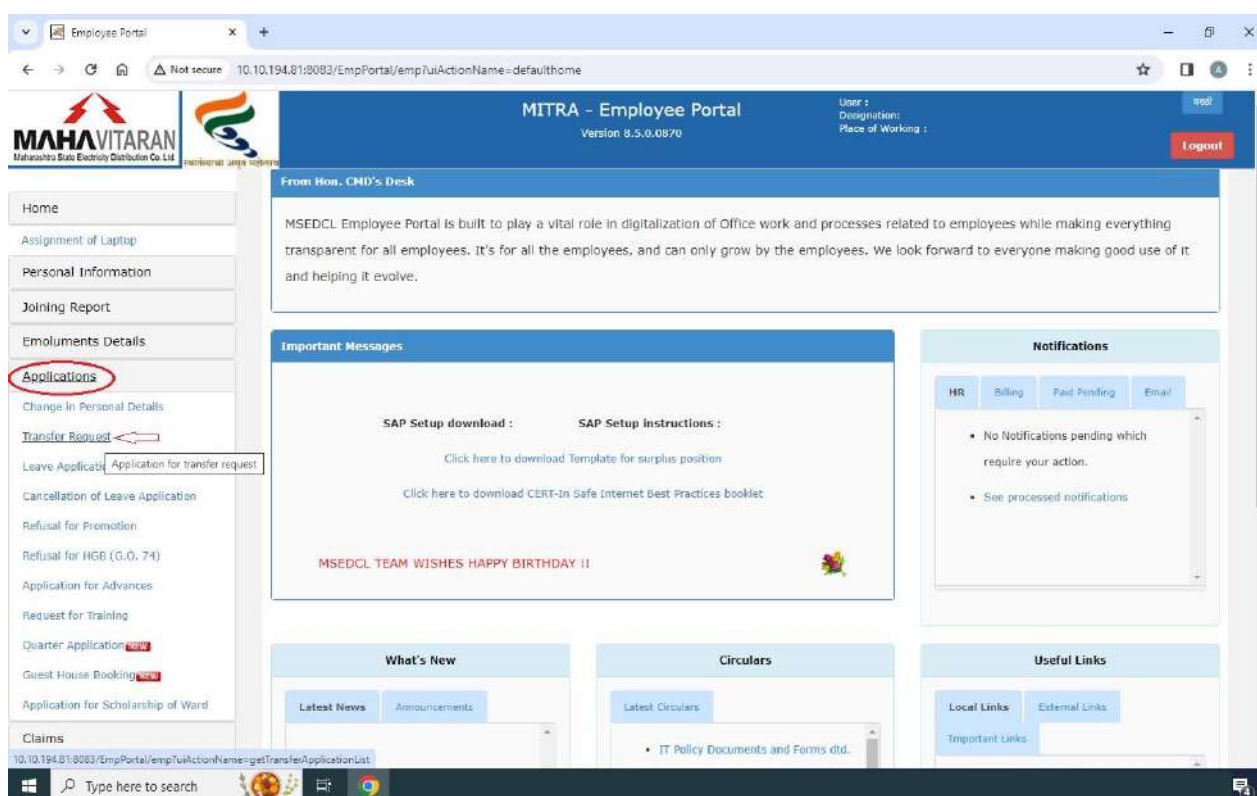 Employee Portal
Not secure 10.10.194.81:8083/EmpPortal/emp?uiActionName=defaulthome
A
MAHAVITARAN
Maharashtra State Electricity Distribution Co. Ltd
MITRA - Employee Portal
Version 8.5.0.0870
User :
Designation:
Place of Working :
मराठी
Logout
Home
Assignment of Laptop
Personal Information
Joining Report
Emoluments Details
Applications
Change in Personal Details
Transfer Request
Application for transfer request
Cancellation of Leave Application
Refusal for Promotion
Refusal for HGB (G.O. 74)
Application for Advances
Request for Training
Quarter Application NEW
Guest House Booking NEW
Application for Scholarship of Ward
Claims
10.10.194.81:8083/EmpPortal/emp?uiActionName=getTransferApplicationList
From Hon. CMD's Desk
MSEDCL Employee Portal is built to play a vital role in digitalization of Office work and processes related to employees while making everything
transparent for all employees. It's for all the employees, and can only grow by the employees. We look forward to everyone making good use of it
and helping it evolve.
Important Messages
SAP Setup download : SAP Setup instructions :
Click here to download Template for surplus position
Click here to download CERT-In Safe Internet Best Practices booklet
MSEDCL TEAM WISHES HAPPY BIRTHDAY !!
Notifications
HR Billing Paid Pending Email
No Notifications pending which
require your action.
See processed notifications
What's New
Latest News Announcements
Circulars
Latest Circulars
IT Policy Documents and Forms dtd.
Useful Links
Local Links External Links
Important Links
Type here to search